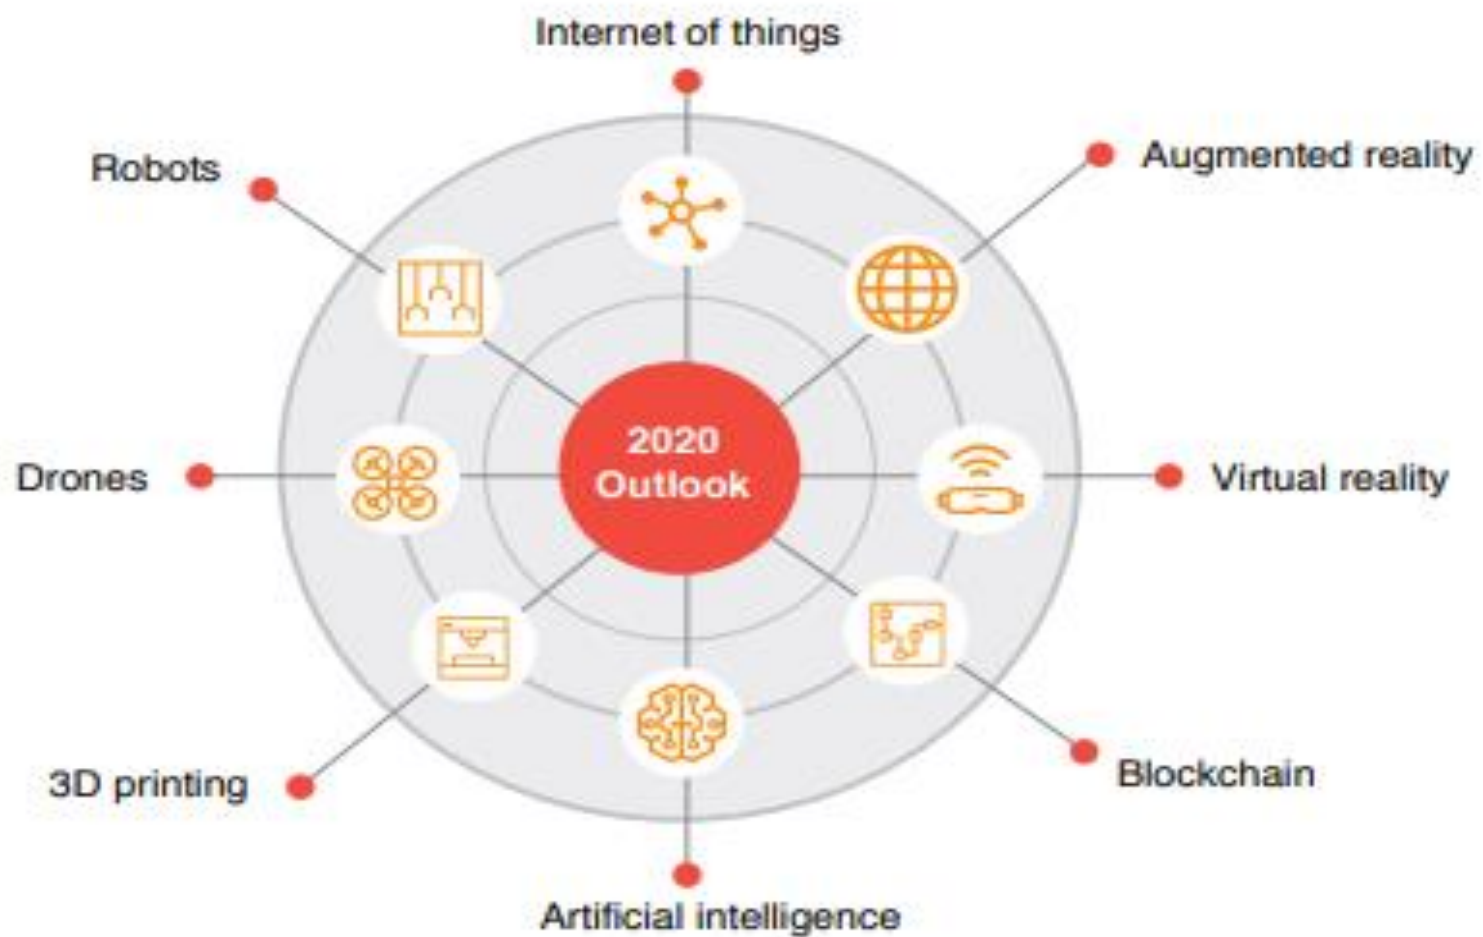 Internet of things
Robots
Augmented reality
2020
Outlook
Drones
Virtual reality
3D printing
Blockchain
Artificial intelligence